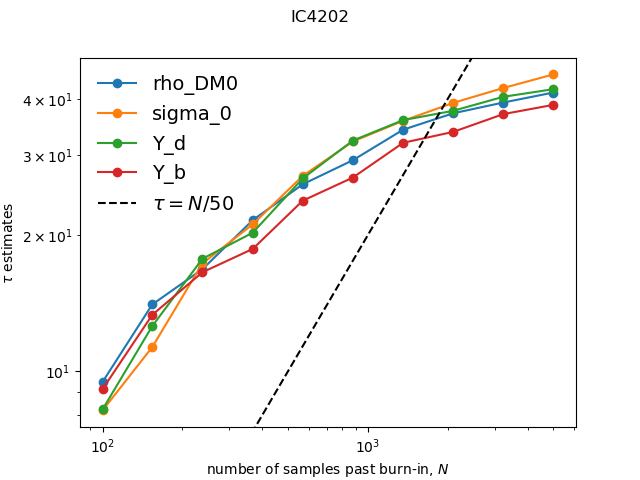 IC4202
rho_DM0
sigma_0
Y_d
Y_b
τ = N/50
4 × 10¹
3 × 10¹
2 × 10¹
10¹
τ estimates
10² 10³
number of samples past burn-in, N